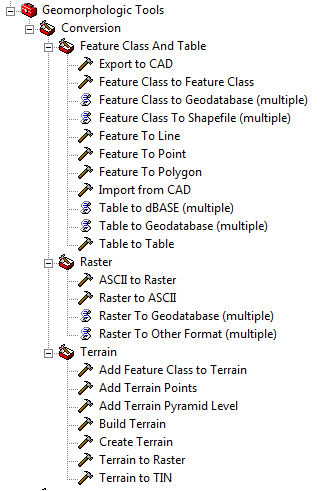 Geomorphologic Tools
Conversion
Feature Class And Table
Export to CAD
Feature Class to Feature Class
Feature Class to Geodatabase (multiple)
Feature Class To Shapefile (multiple)
Feature To Line
Feature To Point
Feature To Polygon
Import from CAD
Table to dBASE (multiple)
Table to Geodatabase (multiple)
Table to Table
Raster
ASCII to Raster
Raster to ASCII
Raster To Geodatabase (multiple)
Raster To Other Format (multiple)
Terrain
Add Feature Class to Terrain
Add Terrain Points
Add Terrain Pyramid Level
Build Terrain
Create Terrain
Terrain to Raster
Terrain to TIN